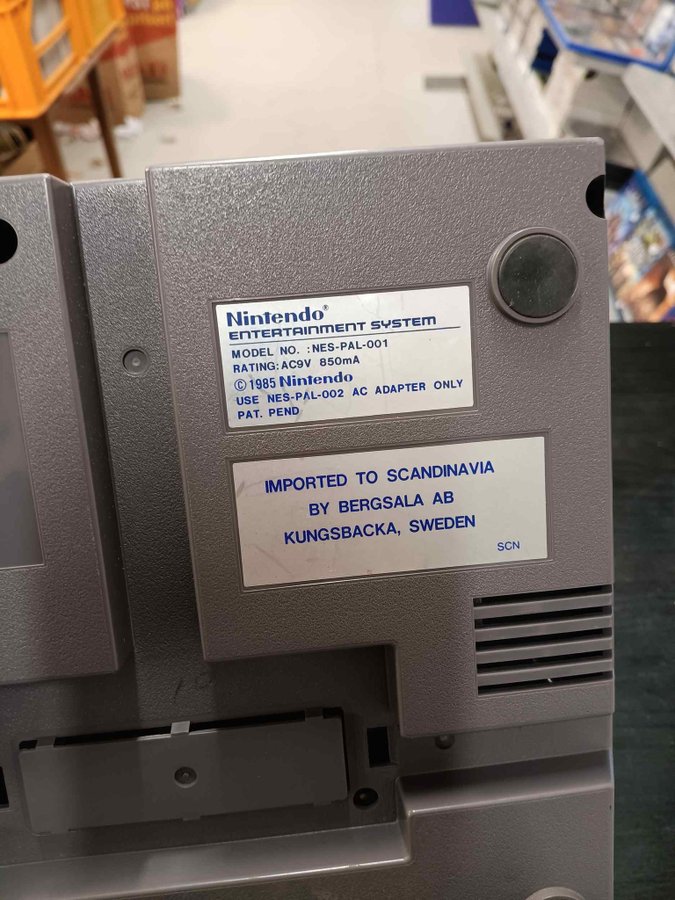 Nintendo®
ENTERTAINMENT SYSTEM
MODEL NO. :NES-PAL-001
RATING:AC9V 850mA
©1985 Nintendo
USE NES-PAL-002 AC ADAPTER ONLY
PAT. PEND
IMPORTED TO SCANDINAVIA
BY BERGSALA AB
KUNGSBACKA, SWEDEN
SCN